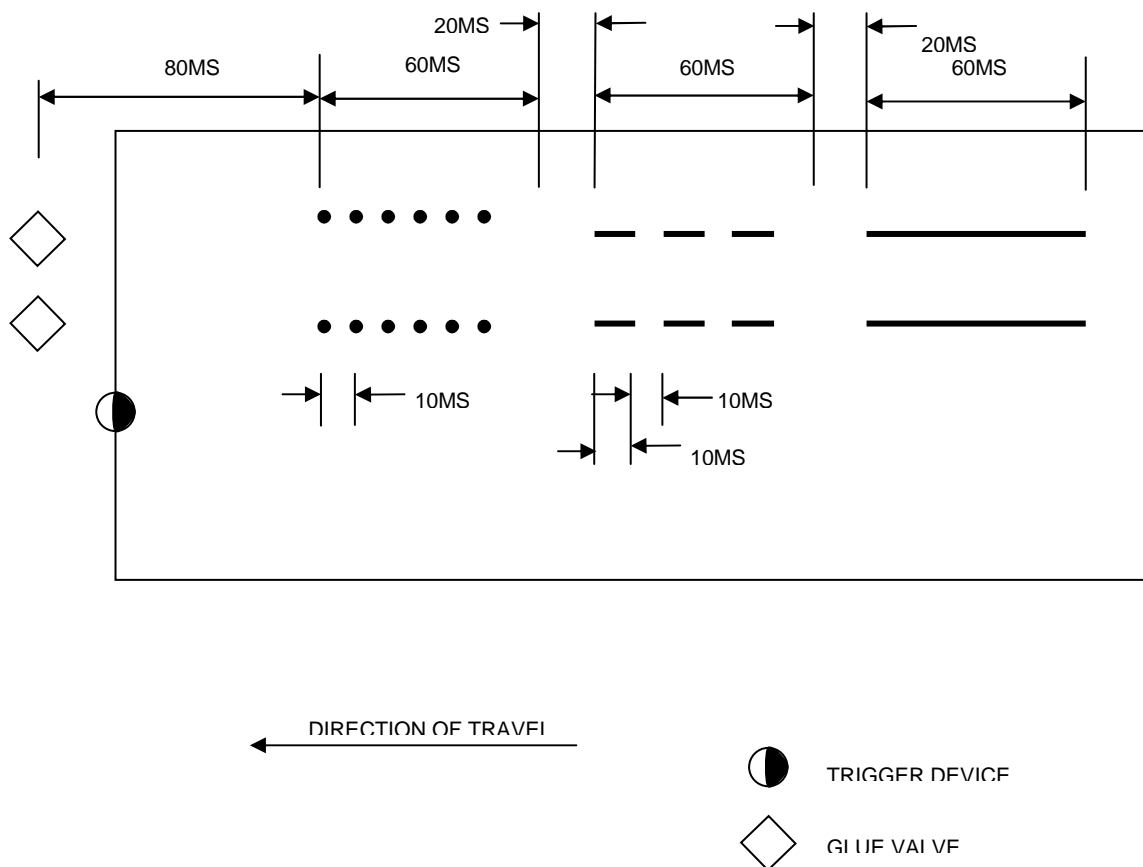 20MS
20MS
80MS
60MS
60MS
60MS
10MS
10MS
10MS
DIRECTION OF TRAVEL
TRIGGER DEVICE
GLUE VALVE